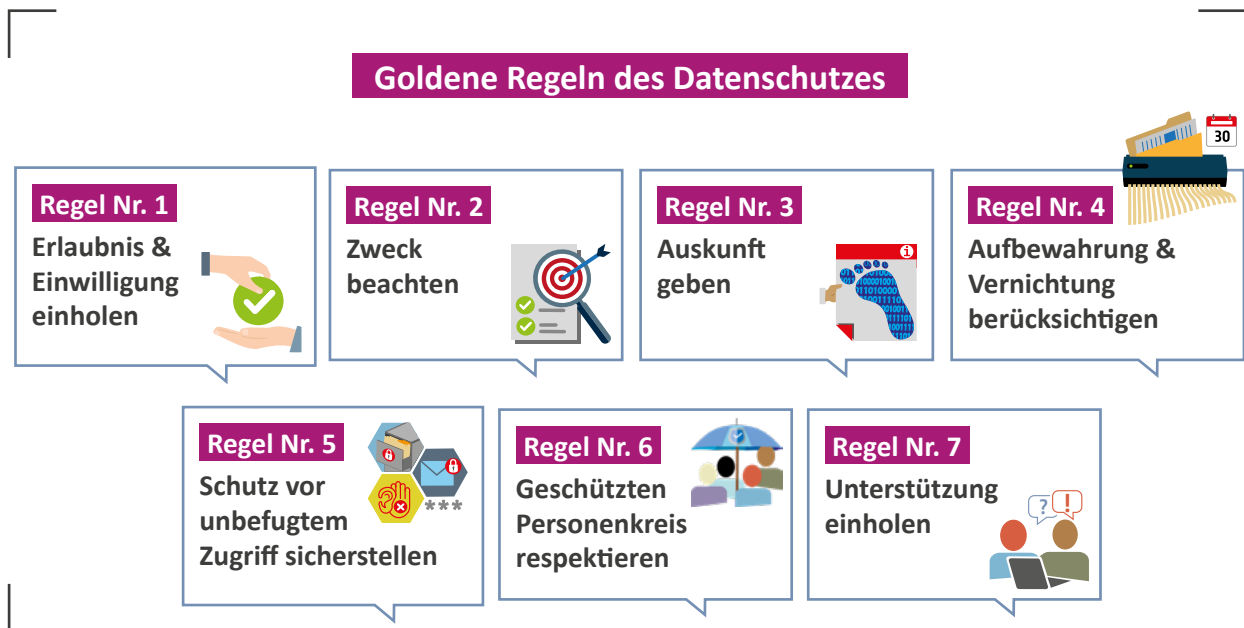 Goldene Regeln des Datenschutzes
30
Regel Nr. 1
Erlaubnis &
Einwilligung
einholen
Regel Nr. 2
Zweck
beachten
Regel Nr. 3
Auskunft
geben
i
Regel Nr. 4
Aufbewahrung &
Vernichtung
berücksichtigen
Regel Nr. 5
Schutz vor
unbefugtem
Zugriff sicherstellen
***
Regel Nr. 6
Geschützten
Personenkreis
respektieren
Regel Nr. 7
Unterstützung
einholen
? !